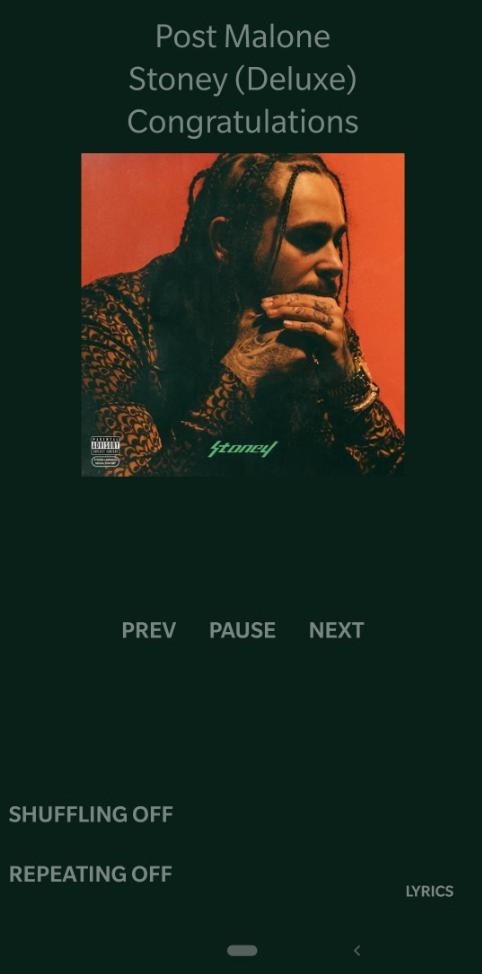 Post Malone
Stoney (Deluxe)
Congratulations
PARENTAL
ADVISORY
EXPLICIT CONTENT
Stoney
PREV PAUSE NEXT
SHUFFLING OFF
REPEATING OFF
LYRICS